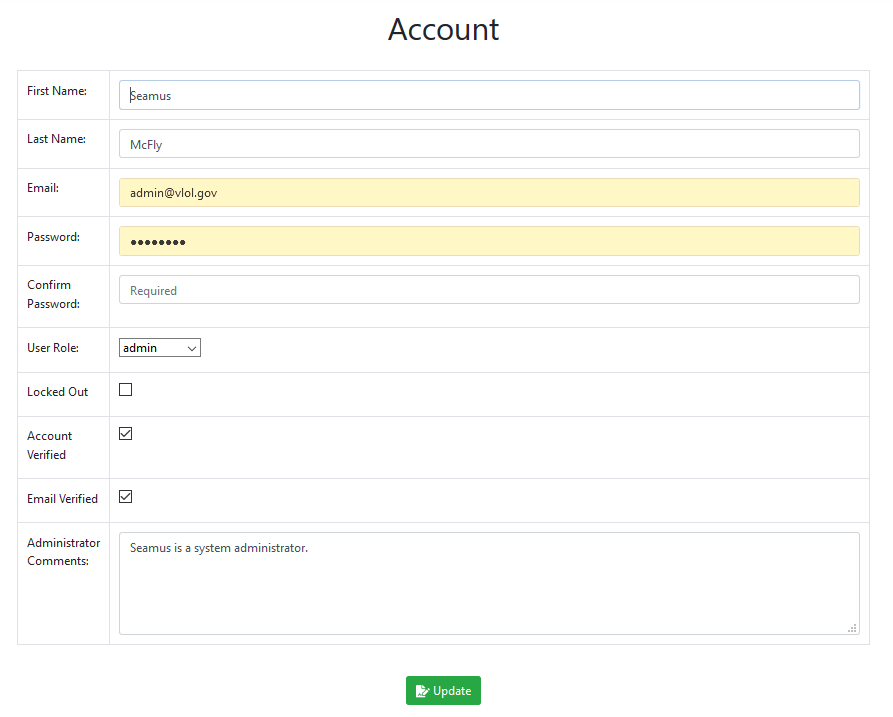 Account
First Name:
Seamus
Last Name:
McFly
Email:
admin@vlol.gov
Password:
●●●●●●●●
Confirm
Password:
Required
User Role:
admin
Locked Out
Account
Verified
Email Verified
Administrator
Comments:
Seamus is a system administrator.
Update